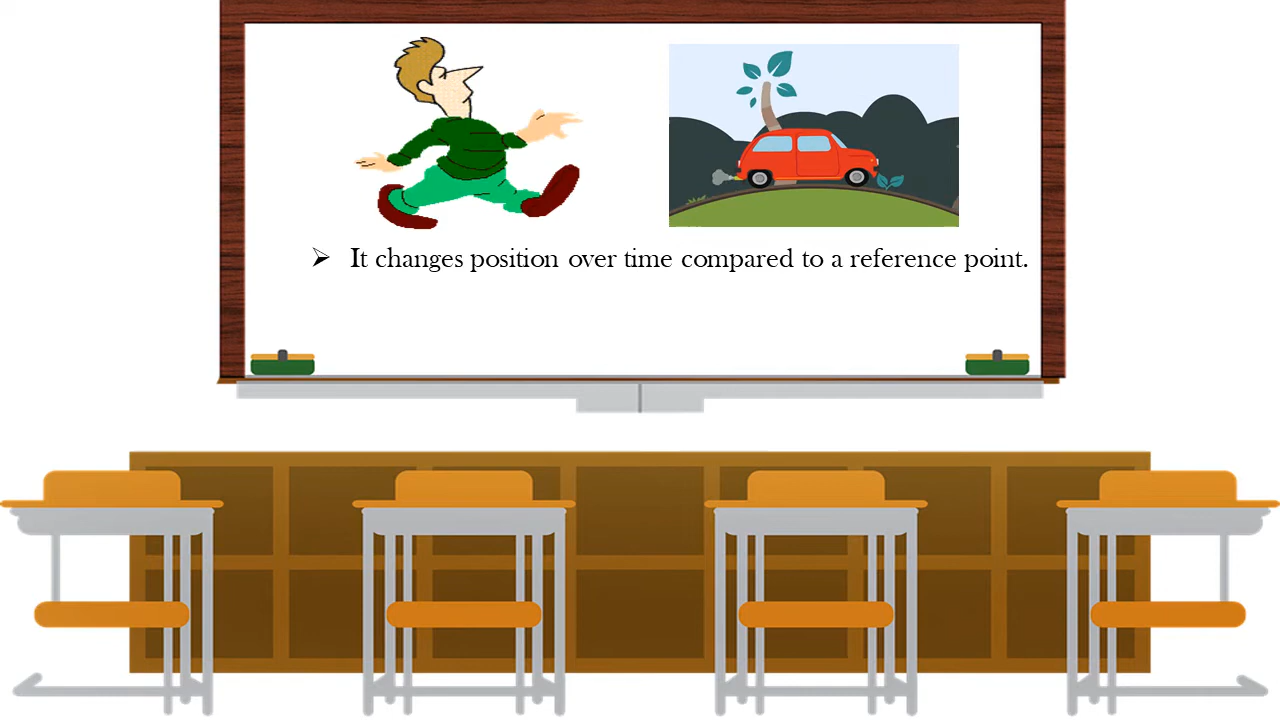 ➢ It changes position over time compared to a reference point.